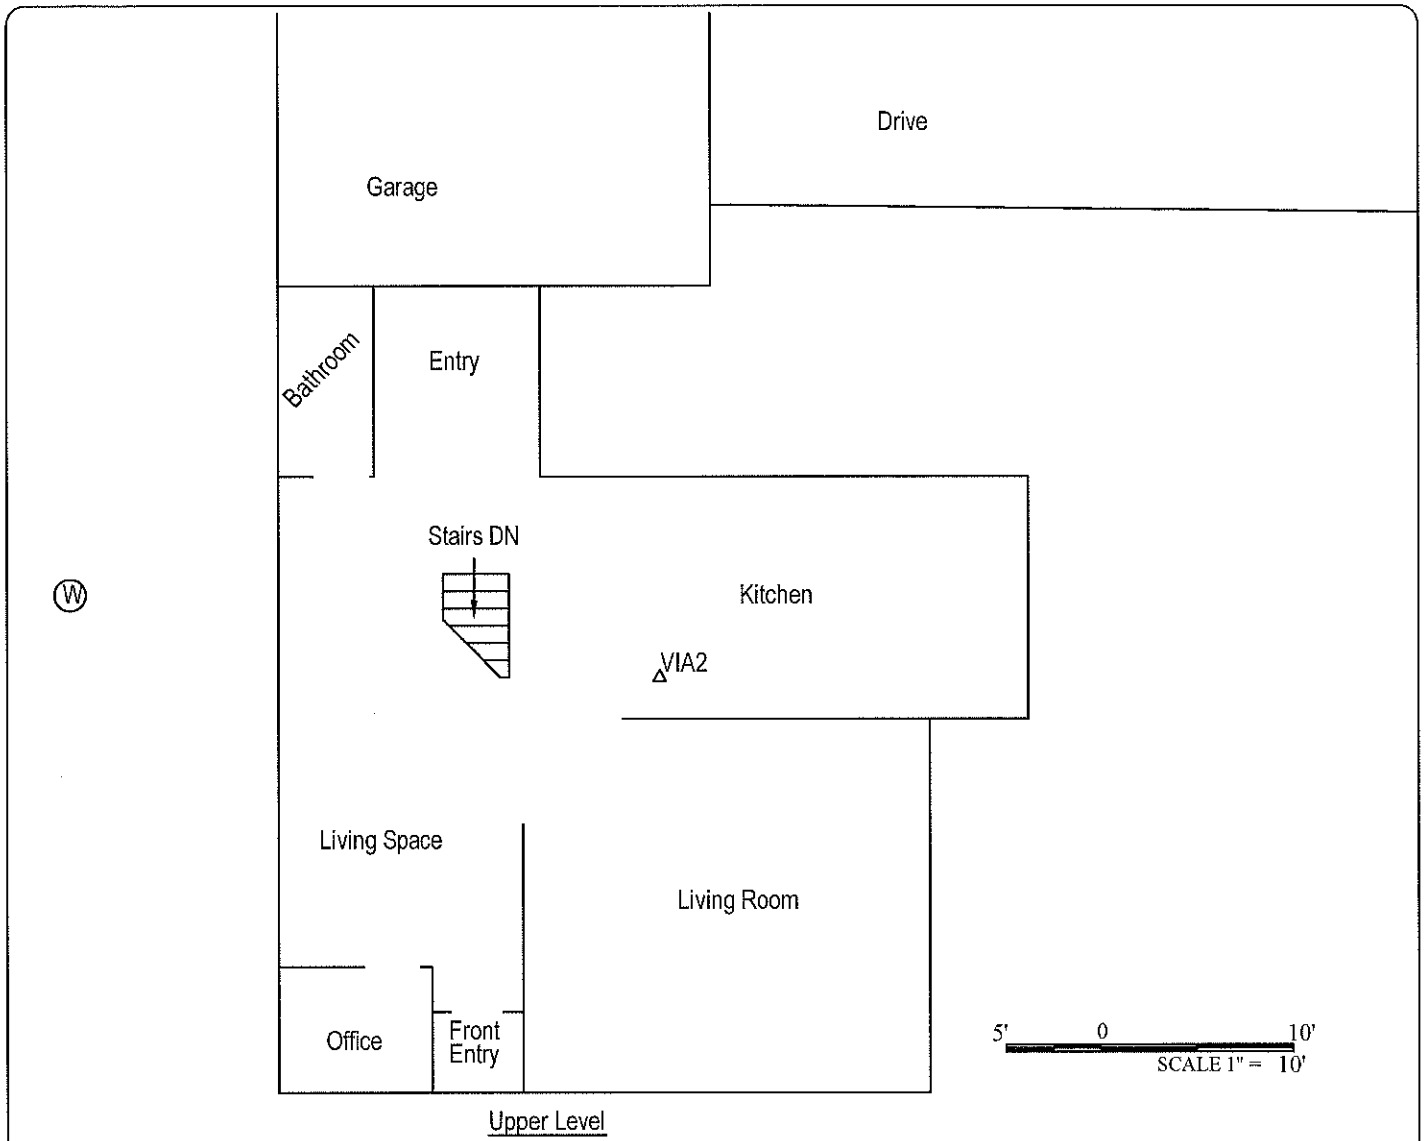 Drive
Garage
Bathroom
Entry
Stairs DN
W
Kitchen
VIA2
Living Space
Living Room
Office
Front
Entry
5' 0 10'
SCALE 1" = 10'
Upper Level